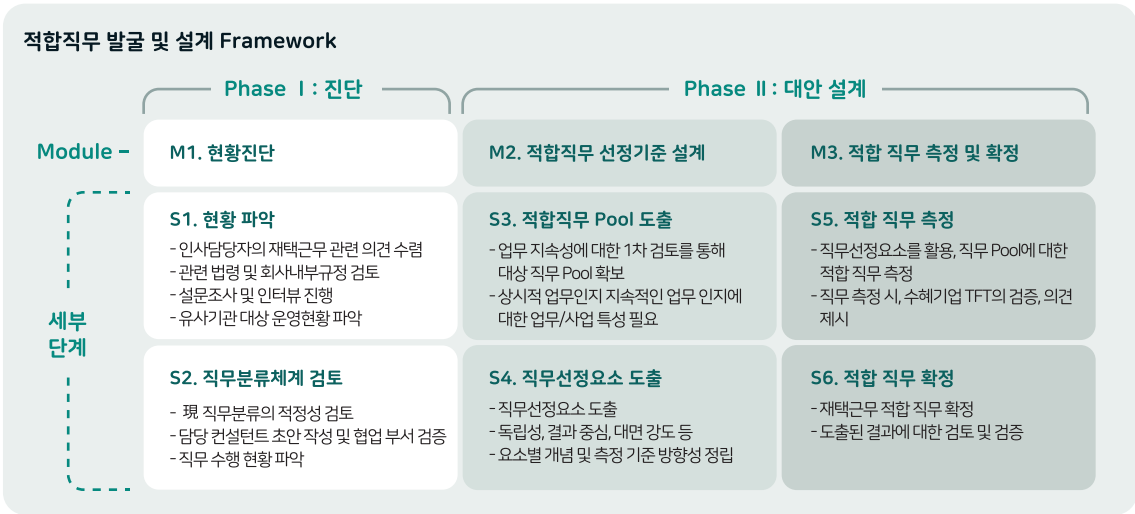 적합직무 발굴 및 설계 Framework
Phase Ⅰ : 진단
Phase Ⅱ : 대안 설계
Module
M1. 현황진단
M2. 적합직무 선정기준 설계
M3. 적합 직무 측정 및 확정
세부
단계
S1. 현황 파악
- 인사담당자의 재택근무 관련 의견 수렴
- 관련 법령 및 회사내부규정 검토
- 설문조사 및 인터뷰 진행
- 유사기관 대상 운영현황 파악
S3. 적합직무 Pool 도출
- 업무 지속성에 대한 1차 검토를 통해
대상 직무 Pool 확보
- 상시적 업무인지 지속적인 업무 인지에
대한 업무/사업 특성 필요
S5. 적합 직무 측정
- 직무선정요소를 활용, 직무 Pool에 대한
적합 직무 측정
- 직무 측정 시, 수혜기업 TFT의 검증, 의견
제시
S2. 직무분류체계 검토
- 現 직무분류의 적정성 검토
- 담당 컨설턴트 초안 작성 및 협업 부서 검증
- 직무 수행 현황 파악
S4. 직무선정요소 도출
- 직무선정요소 도출
- 독립성, 결과 중심, 대면 강도 등
- 요소별 개념 및 측정 기준 방향성 정립
S6. 적합 직무 확정
- 재택근무 적합 직무 확정
- 도출된 결과에 대한 검토 및 검증